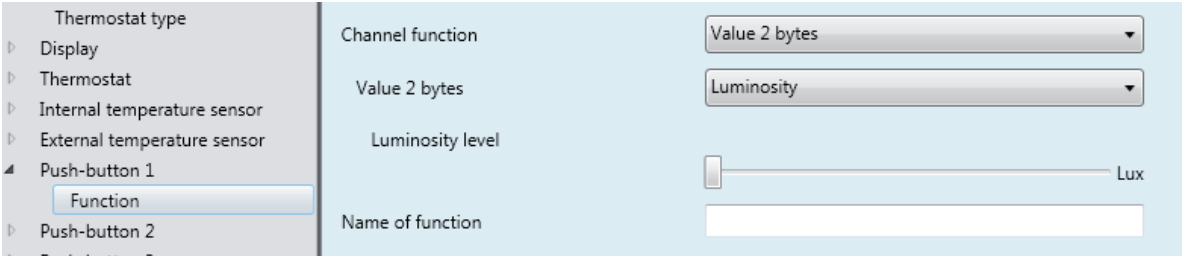 Thermostat type
Display
Thermostat
Internal temperature sensor
External temperature sensor
Push-button 1
Function
Push-button 2
Channel function
Value 2 bytes
Value 2 bytes
Luminosity
Luminosity level
Lux
Name of function